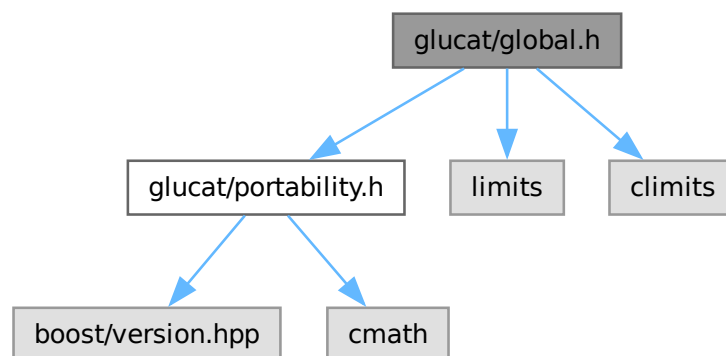 glucat/global.h
glucat/portability.h
limits
climits
boost/version.hpp
cmath